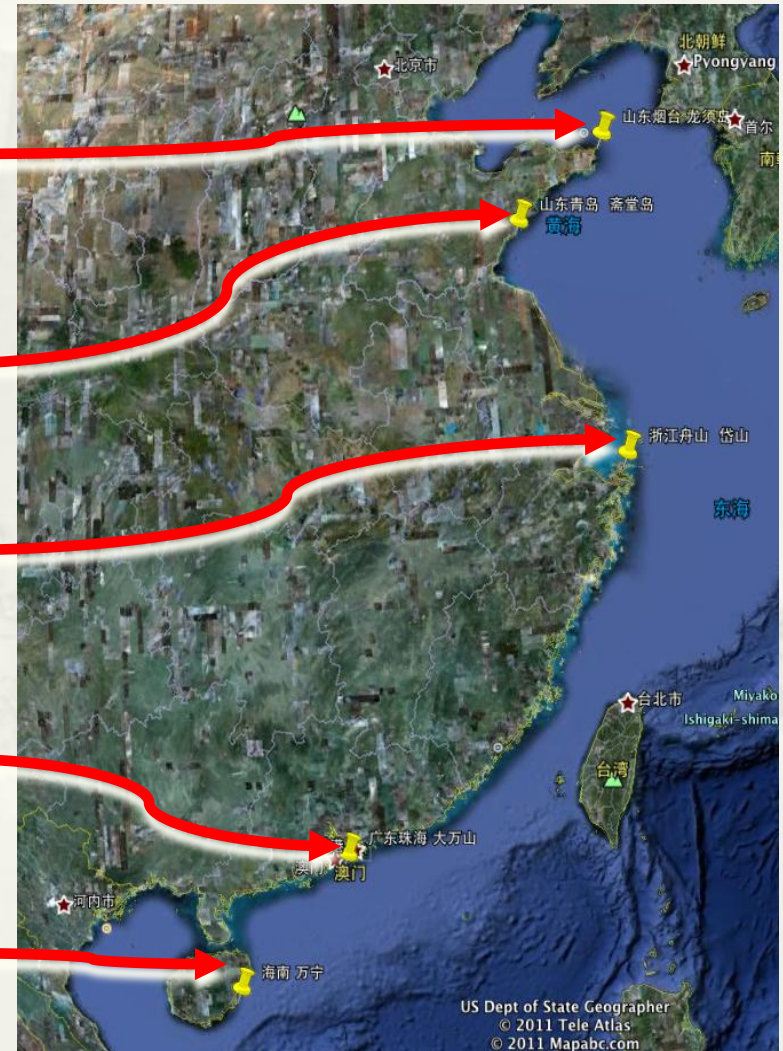 北朝鲜
北京市
Pyongyang
山东烟台 龙须岛
首尔
山东青岛 斋堂岛
黄海
浙江舟山 岱山
东海
台北市
Miyako
Ishigaki-shima
台湾
广东珠海 大万山
澳门
河内市
海南 万宁
US Dept of State Geographer
© 2011 Tele Atlas
© 2011 Mapabc.com